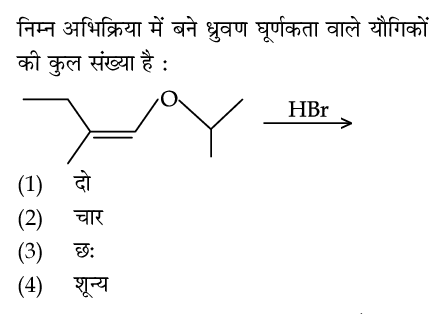 निम्न अभिक्रिया में बने ध्रुवण घूर्णकता वाले यौगिकों
की कुल संख्या है :
O
HBr
(1) दो
(2) चार
(3) छः
(4) शून्य